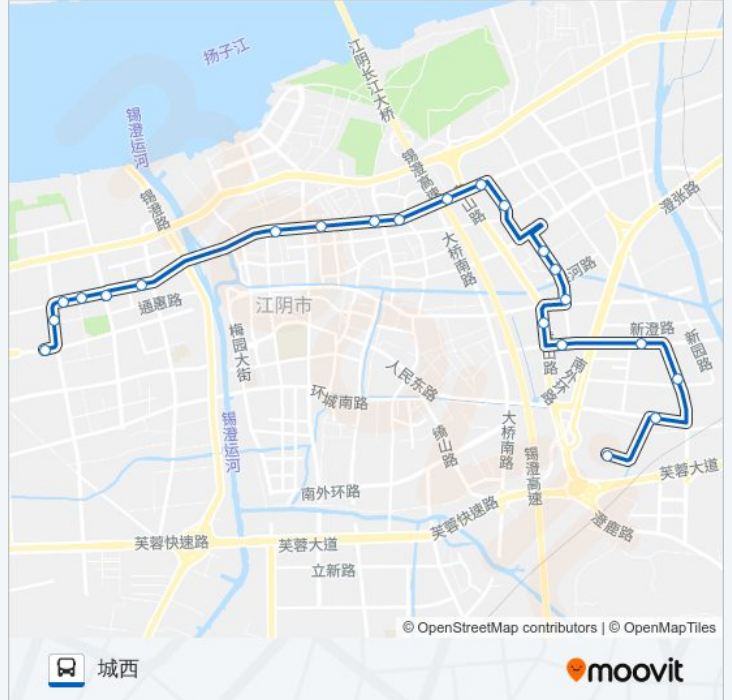 扬子江
江阴长江大桥
锡澄运河
锡澄高速
锡澄路
山路
澄张路
大桥南路
河路
通惠路
江阴市
新澄路
梅园大街
新园路
人民东路
南外环路
环城南路
大桥南路
锡澄运河
锡澄高速
芙蓉大道
南外环路
芙蓉快速路
澄鹿路
芙蓉快速路
芙蓉大道
立新路
© OpenStreetMap contributors | © OpenMapTiles
城西
moovit